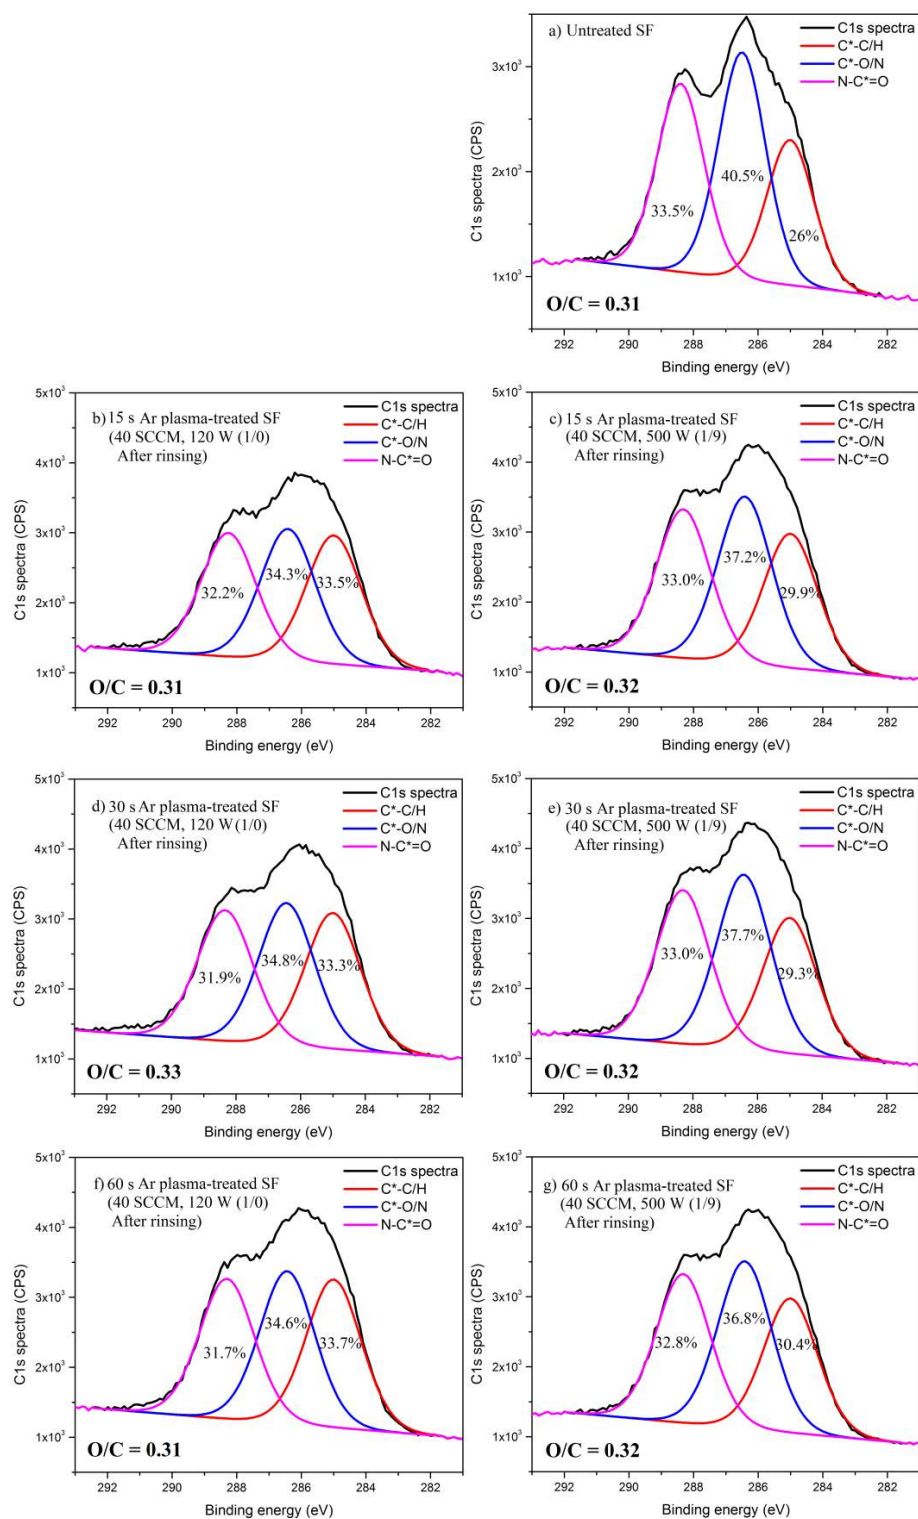 a) Untreated SF
C1s spectra
C*-C/H
C*-O/N
N-C*=O
3x10³
2x10³
1x10³
C1s spectra (CPS)
33.5%
40.5%
26%
O/C = 0.31
292 290 288 286 284 282
Binding energy (eV)
b) 15 s Ar plasma-treated SF
(40 SCCM, 120 W (1/0)
After rinsing)
C1s spectra
C*-C/H
C*-O/N
N-C*=O
5x10³
4x10³
3x10³
2x10³
1x10³
C1s spectra (CPS)
32.2%
34.3%
33.5%
O/C = 0.31
292 290 288 286 284 282
Binding energy (eV)
c) 15 s Ar plasma-treated SF
(40 SCCM, 500 W (1/9)
After rinsing)
C1s spectra
C*-C/H
C*-O/N
N-C*=O
5x10³
4x10³
3x10³
2x10³
1x10³
C1s spectra (CPS)
33.0%
37.2%
29.9%
O/C = 0.32
292 290 288 286 284 282
Binding energy (eV)
d) 30 s Ar plasma-treated SF
(40 SCCM, 120 W (1/0)
After rinsing)
C1s spectra
C*-C/H
C*-O/N
N-C*=O
5x10³
4x10³
3x10³
2x10³
1x10³
C1s spectra (CPS)
31.9%
34.8%
33.3%
O/C = 0.33
292 290 288 286 284 282
Binding energy (eV)
e) 30 s Ar plasma-treated SF
(40 SCCM, 500 W (1/9)
After rinsing)
C1s spectra
C*-C/H
C*-O/N
N-C*=O
5x10³
4x10³
3x10³
2x10³
1x10³
C1s spectra (CPS)
33.0%
37.7%
29.3%
O/C = 0.32
292 290 288 286 284 282
Binding energy (eV)
f) 60 s Ar plasma-treated SF
(40 SCCM, 120 W (1/0)
After rinsing)
C1s spectra
C*-C/H
C*-O/N
N-C*=O
5x10³
4x10³
3x10³
2x10³
1x10³
C1s spectra (CPS)
31.7%
34.6%
33.7%
O/C = 0.31
292 290 288 286 284 282
Binding energy (eV)
g) 60 s Ar plasma-treated SF
(40 SCCM, 500 W (1/9)
After rinsing)
C1s spectra
C*-C/H
C*-O/N
N-C*=O
5x10³
4x10³
3x10³
2x10³
1x10³
C1s spectra (CPS)
32.8%
36.8%
30.4%
O/C = 0.32
292 290 288 286 284 282
Binding energy (eV)